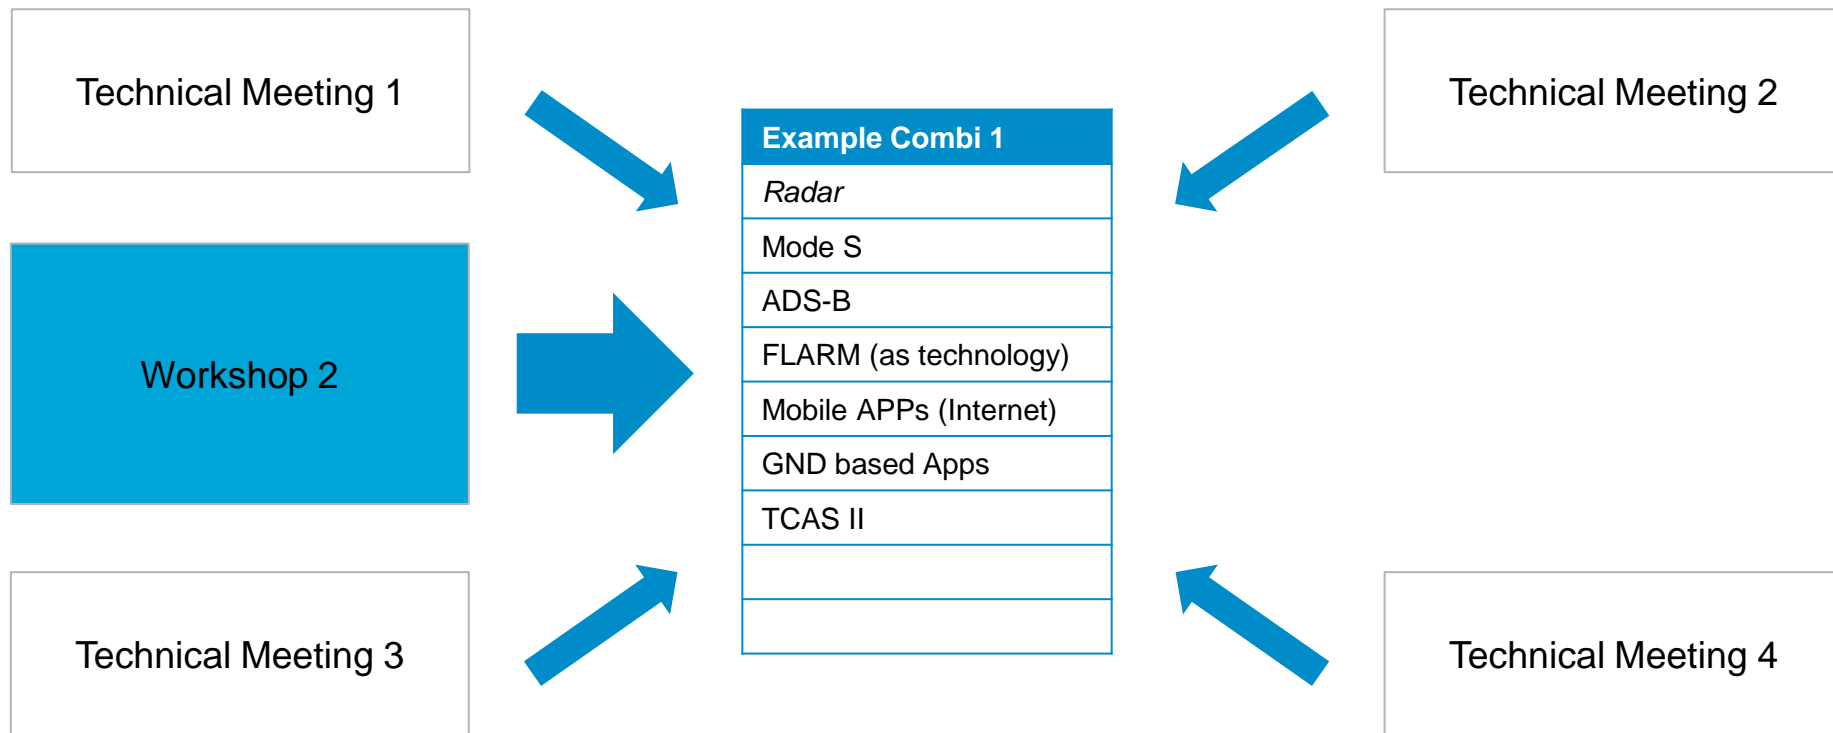 Technical Meeting 1
Technical Meeting 2
Example Combi 1
Radar
Mode S
ADS-B
FLARM (as technology)
Mobile APPs (Internet)
GND based Apps
TCAS II
Workshop 2
Technical Meeting 3
Technical Meeting 4